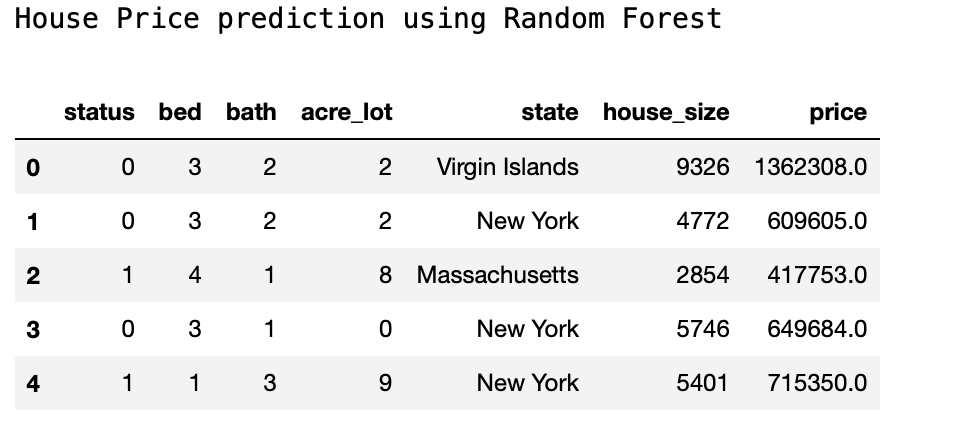 House Price prediction using Random Forest
status bed bath acre_lot state house_size price
0 0 3 2 2 Virgin Islands 9326 1362308.0
1 0 3 2 2 New York 4772 609605.0
2 1 4 1 8 Massachusetts 2854 417753.0
3 0 3 1 0 New York 5746 649684.0
4 1 1 3 9 New York 5401 715350.0